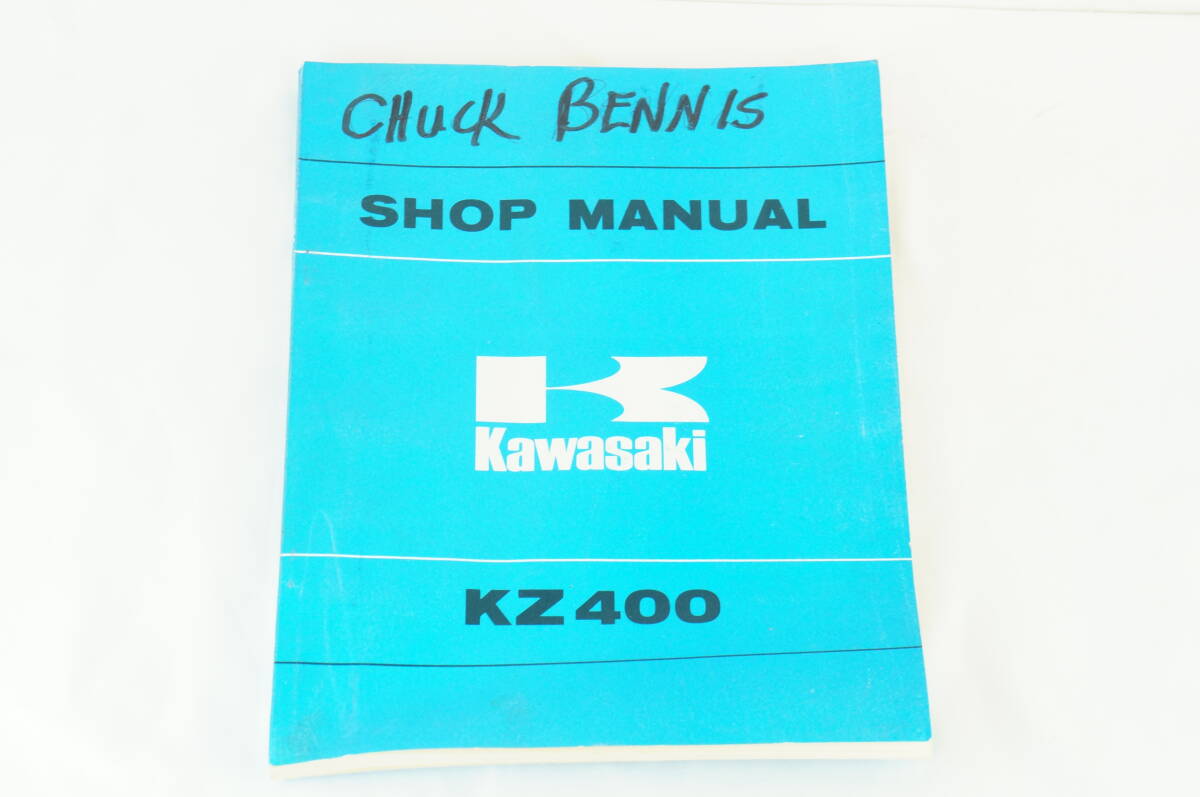 CHUCK BENNIS
SHOP MANUAL
Kawasaki
KZ400